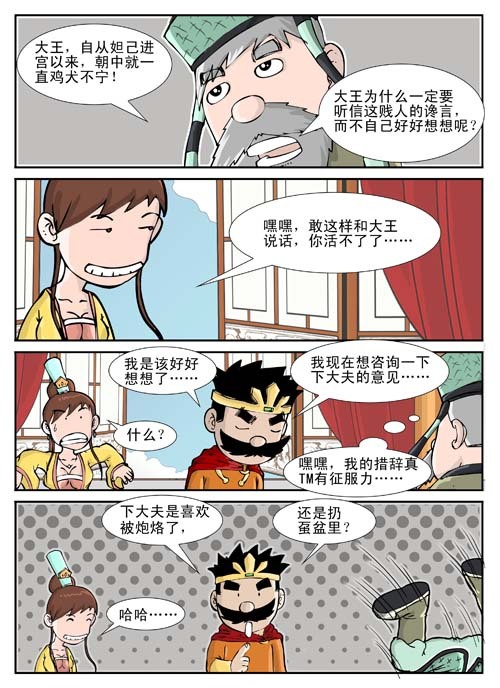 大王，自从妲己进
宫以来，朝中就一
直鸡犬不宁！
大王为什么一定要
听信这贱人的谗言，
而不自己好好想想呢？
嘿嘿，敢这样和大王
说话，你活不了了……
我是该好好
想想了……
什么？
我现在想咨询一下
下大夫的意见……
嘿嘿，我的措辞真
TM有征服力……
下大夫是喜欢
被炮烙了，
还是扔
虿盆里？
哈哈……